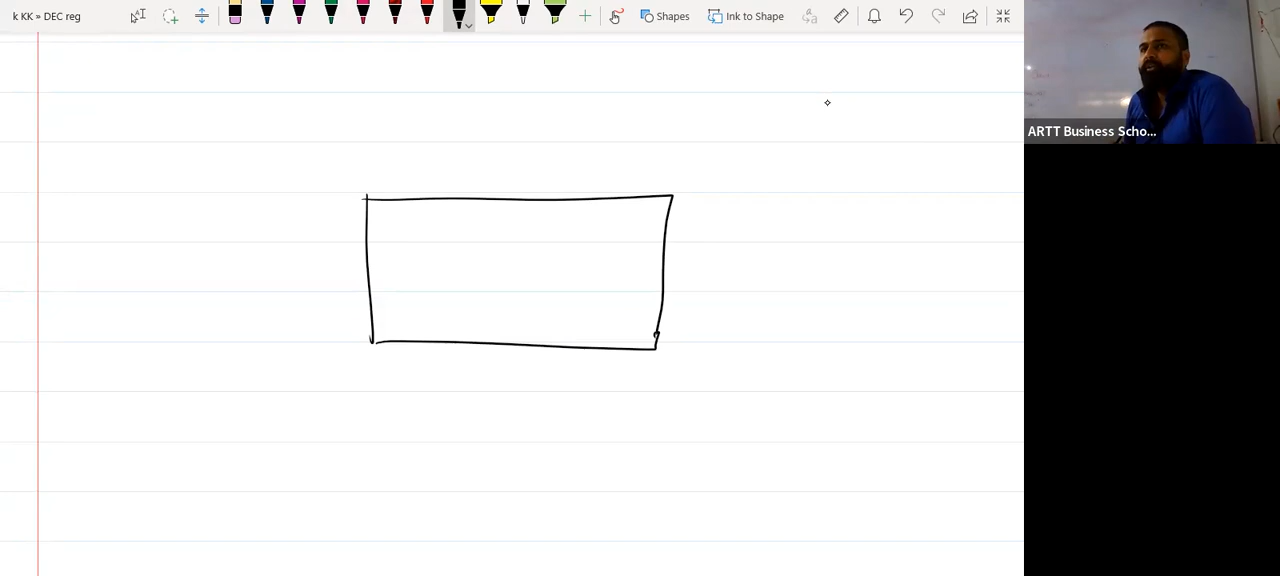 k KK » DEC reg
Shapes
Ink to Shape
ARTT Business Scho...